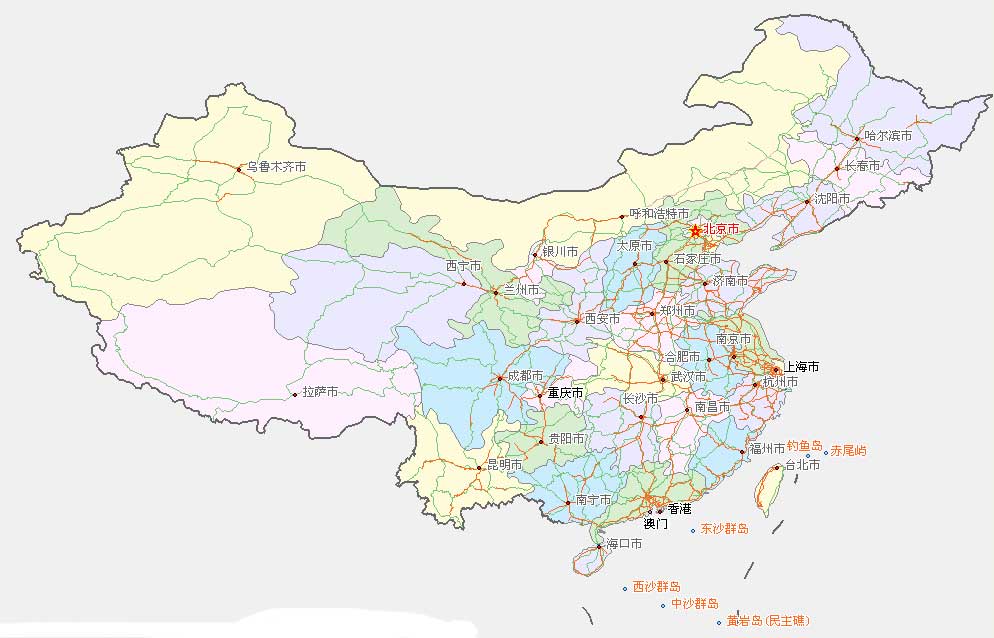 哈尔滨市
长春市
乌鲁木齐市
沈阳市
呼和浩特市
北京市
太原市
银川市
石家庄市
西宁市
济南市
兰州市
郑州市
西安市
南京市
合肥市
上海市
成都市
武汉市
杭州市
拉萨市
重庆市
长沙市
南昌市
贵阳市
福州市
钓鱼岛
赤尾屿
昆明市
台北市
南宁市
香港
澳门
东沙群岛
海口市
西沙群岛
中沙群岛
黄岩岛(民主礁)